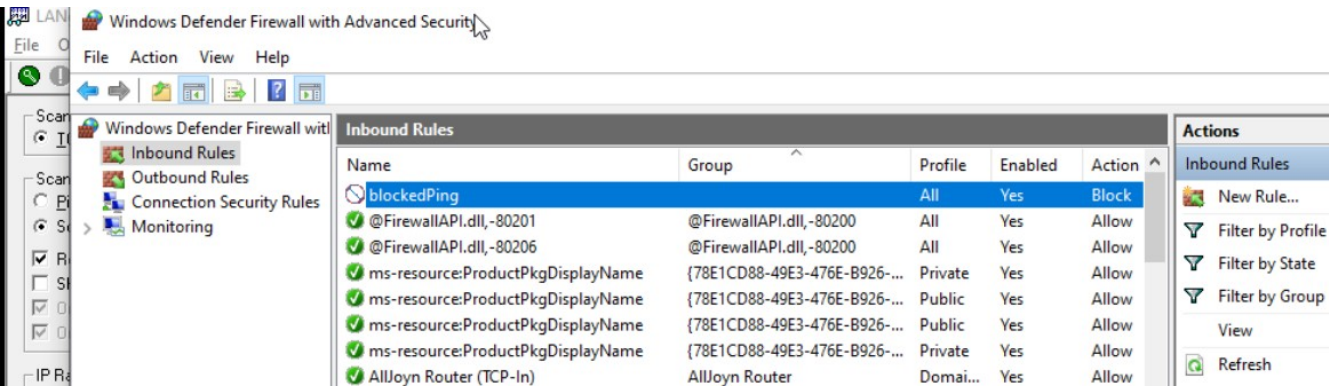 LAN
Windows Defender Firewall with Advanced Security
File
File Action View Help
Scan
Windows Defender Firewall witl
Inbound Rules
Outbound Rules
Connection Security Rules
Monitoring
Scan
IP Ra
Inbound Rules
Name Group Profile Enabled Action
blockedPing All Yes Block
@FirewallAPI.dll,-80201 @FirewallAPI.dll,-80200 All Yes Allow
@FirewallAPI.dll,-80206 @FirewallAPI.dll,-80200 All Yes Allow
ms-resource:ProductPkgDisplayName {78E1CD88-49E3-476E-B926-... Private Yes Allow
ms-resource:ProductPkgDisplayName {78E1CD88-49E3-476E-B926-... Public Yes Allow
ms-resource:ProductPkgDisplayName {78E1CD88-49E3-476E-B926-... Public Yes Allow
ms-resource:ProductPkgDisplayName {78E1CD88-49E3-476E-B926-... Private Yes Allow
AllJoyn Router (TCP-In) AllJoyn Router Domai... Yes Allow
Actions
Inbound Rules
New Rule...
Filter by Profile
Filter by State
Filter by Group
View
Refresh